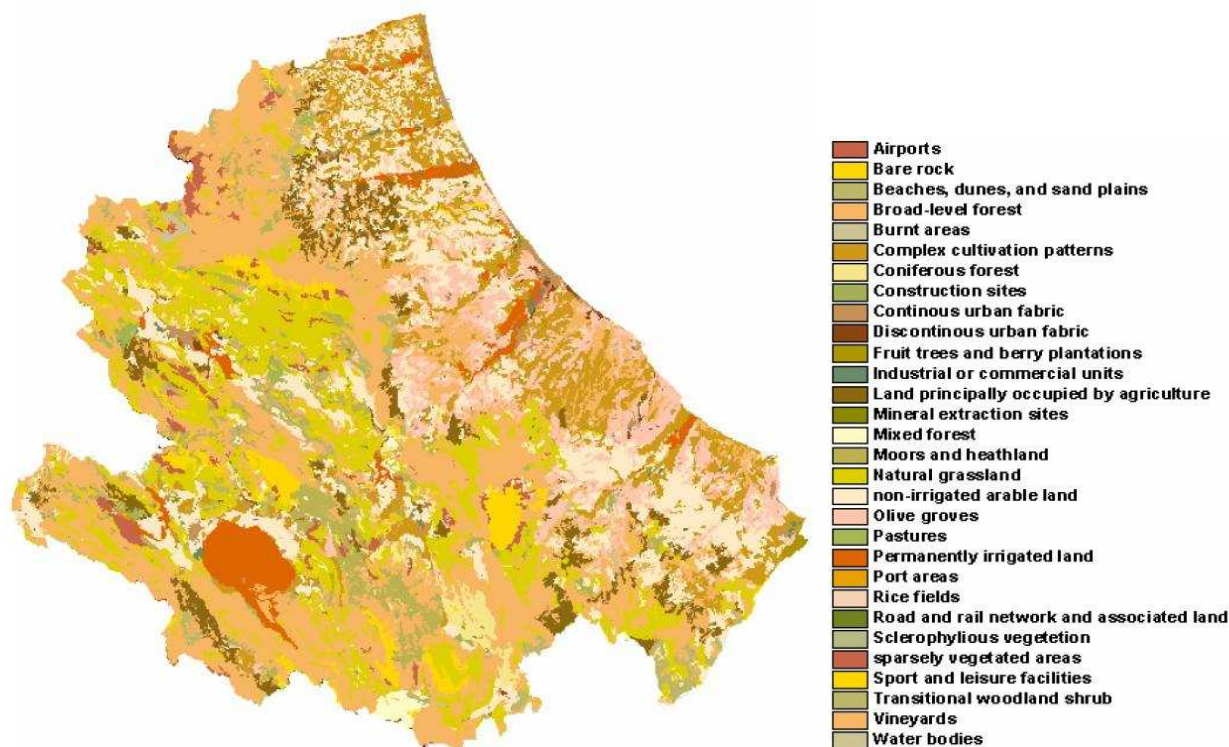 Airports
Bare rock
Beaches, dunes, and sand plains
Broad-level forest
Burnt areas
Complex cultivation patterns
Coniferous forest
Construction sites
Continous urban fabric
Discontinous urban fabric
Fruit trees and berry plantations
Industrial or commercial units
Land principally occupied by agriculture
Mineral extraction sites
Mixed forest
Moors and heathland
Natural grassland
non-irrigated arable land
Olive groves
Pastures
Permanently irrigated land
Port areas
Rice fields
Road and rail network and associated land
Sclerophylious vegetetion
sparsely vegetated areas
Sport and leisure facilities
Transitional woodland shrub
Vineyards
Water bodies